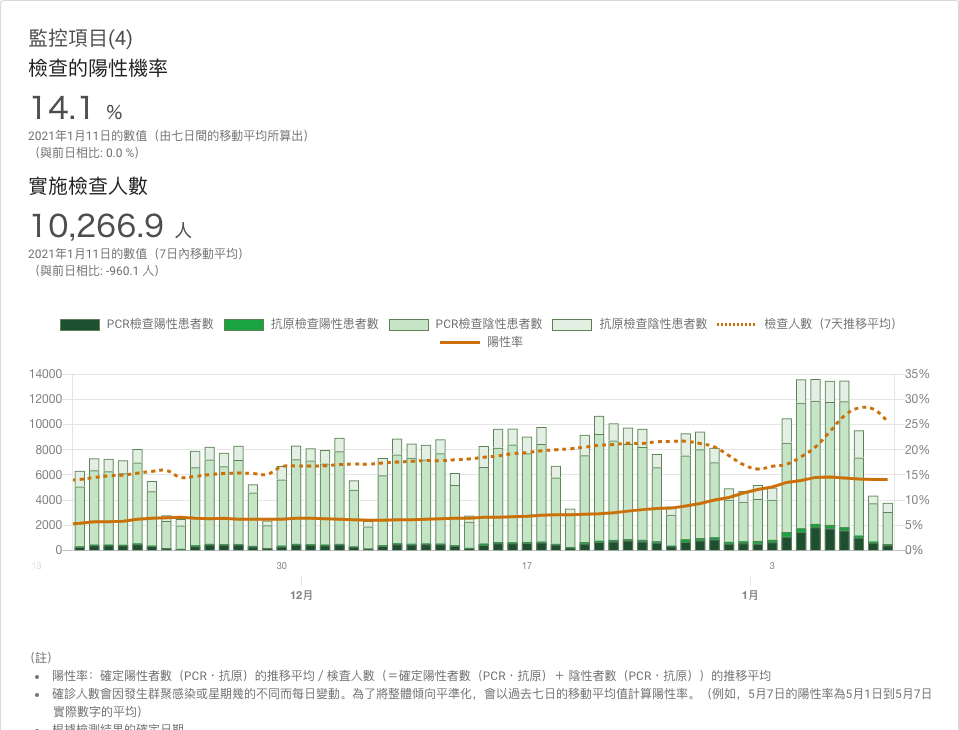 監控項目(4)
檢查的陽性機率
14.1 %
2021年1月11日的數值（由七日間的移動平均所算出）
（與前日相比: 0.0 %）
實施檢查人數
10,266.9 人
2021年1月11日的數值（7日內移動平均）
（與前日相比: -960.1 人）
PCR檢查陽性患者數 抗原檢查陽性患者數 PCR檢查陰性患者數 抗原檢查陰性患者數 檢查人數（7天推移平均）
陽性率
14000 35%
12000 30%
10000 25%
8000 20%
6000 15%
4000 10%
2000 5%
0 0%
13 30 17 3
12月 1月
（註）
• 陽性率：確定陽性者數（PCR・抗原）的推移平均 / 検査人數（＝確定陽性者數（PCR・抗原）＋ 陰性者數（PCR・抗原））的推移平均
• 確診人數會因發生群聚感染或星期幾的不同而每日變動。為了將整體傾向平準化，會以過去七日的移動平均值計算陽性率。（例如，5月7日的陽性率為5月1日到5月7日
實際數字的平均）
• 根據檢測結果的確定日期